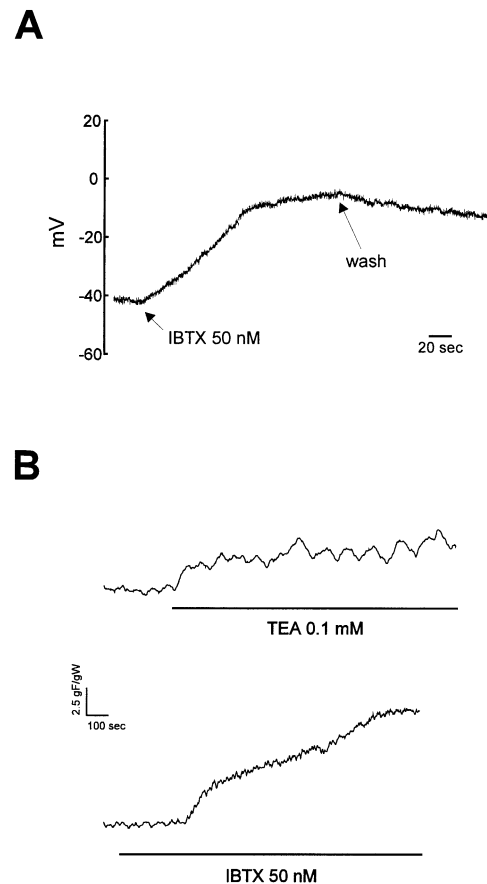 A
20
0
-20
-40
-60
mV
wash
IBTX 50 nM
20 sec
B
TEA 0.1 mM
2.5 gF/gW
100 sec
IBTX 50 nM